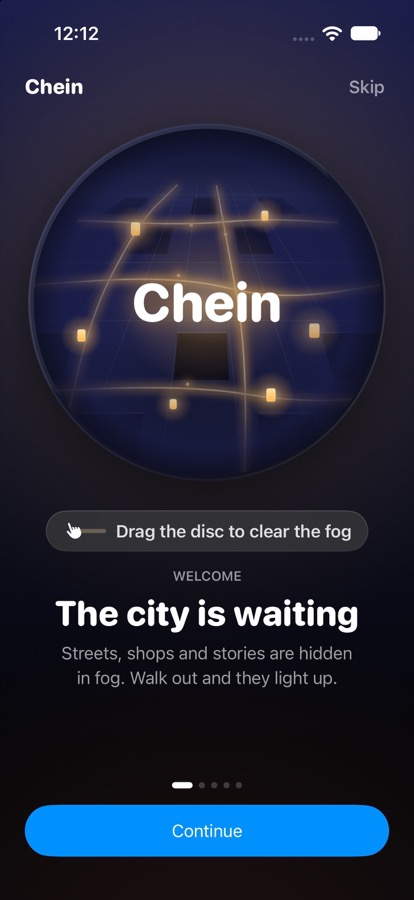 12:12
Chein
Skip
Chein
Drag the disc to clear the fog
WELCOME
The city is waiting
Streets, shops and stories are hidden
in fog. Walk out and they light up.
Continue